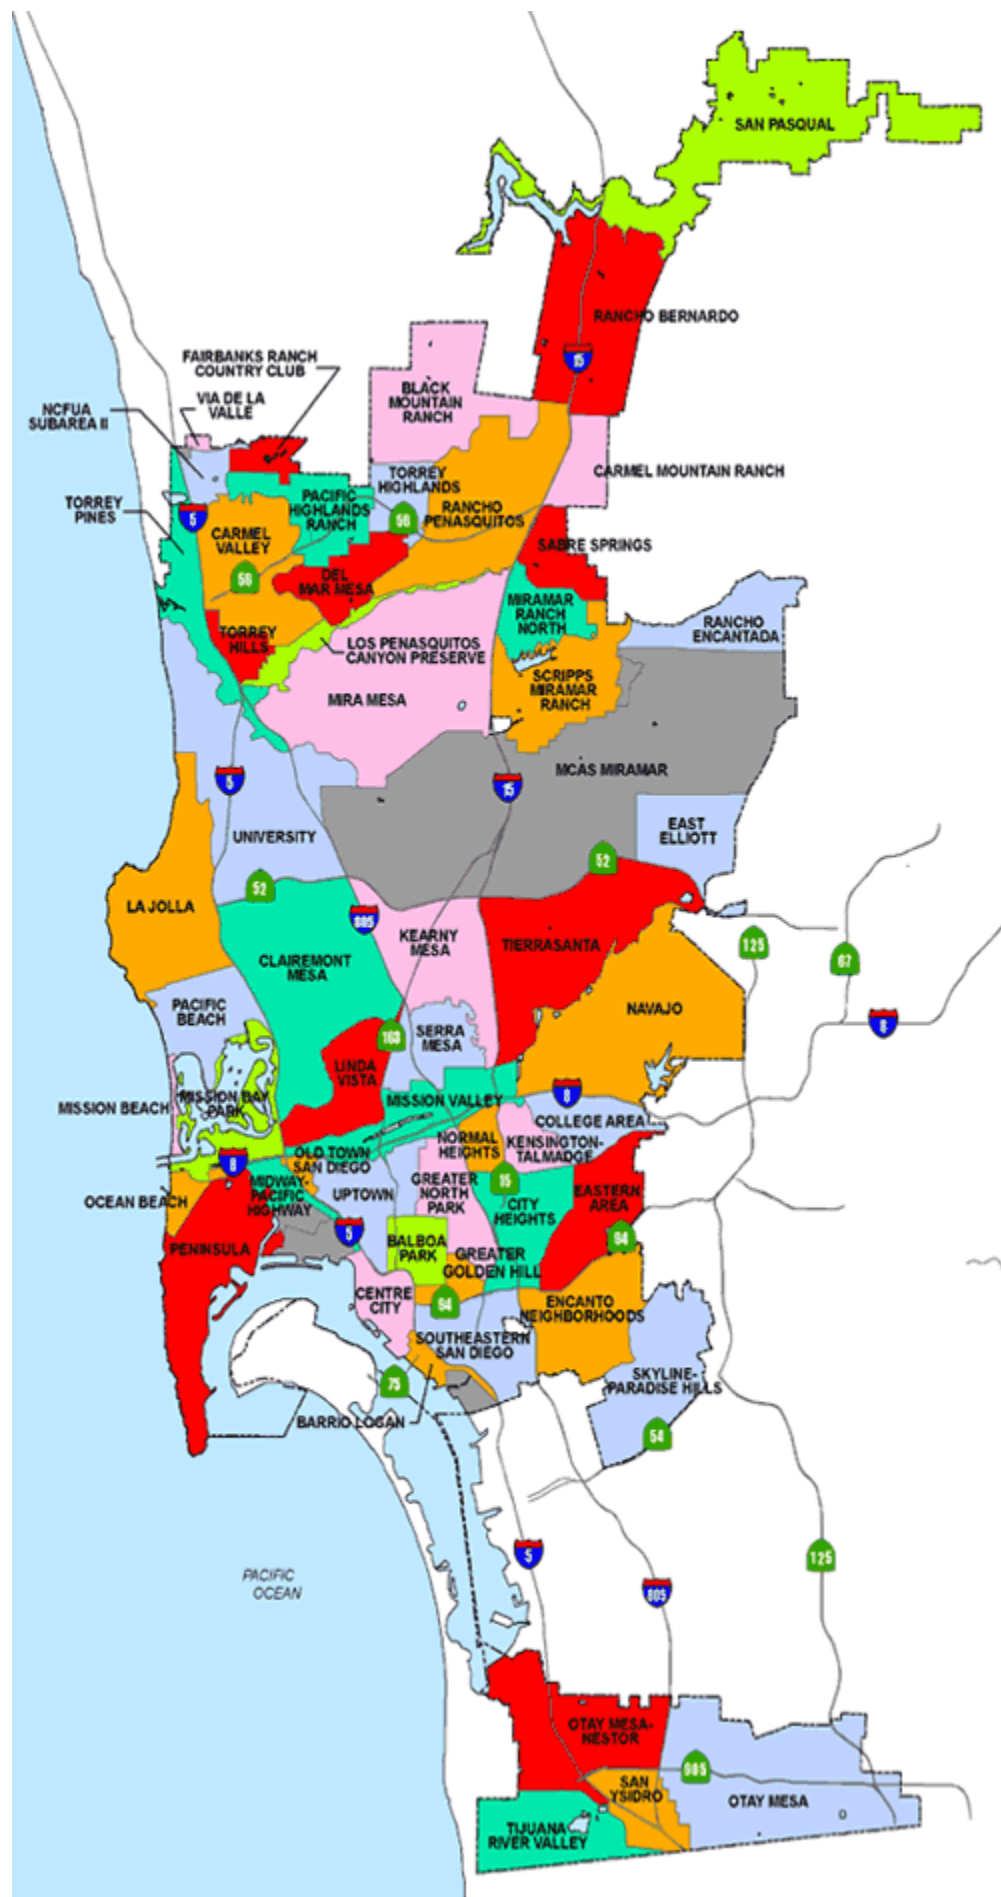 SAN PASQUAL
RANCHO BERNARDO
15
FAIRBANKS RANCH
COUNTRY CLUB
VIA DE LA
VALLE
NCFUA
SUBAREA II
BLACK
MOUNTAIN
RANCH
CARMEL MOUNTAIN RANCH
TORREY
HIGHLANDS
TORREY
PINES
PACIFIC
HIGHLANDS
RANCH
RANCHO
PENASQUITOS
5
56
CARMEL
VALLEY
SABRE SPRINGS
56
DEL
MAR MESA
MIRAMAR
RANCH
NORTH
RANCHO
ENCANTADA
TORREY
HILLS
LOS PENASQUITOS
CANYON PRESERVE
SCRIPPS
MIRAMAR
RANCH
MIRA MESA
MCAS MIRAMAR
5
15
UNIVERSITY
EAST
ELLIOTT
52
52
LA JOLLA
805
KEARNY
MESA
TIERRASANTA
125
67
CLAIREMONT
MESA
PACIFIC
BEACH
NAVAJO
8
163
SERRA
MESA
LINDA
VISTA
MISSION BEACH
MISSION BAY
PARK
MISSION VALLEY
8
COLLEGE AREA
NORMAL
HEIGHTS
KENSINGTON-
TALMADGE
OLD TOWN
SAN DIEGO
8
MIDWAY-
PACIFIC
HIGHWAY
UPTOWN
GREATER
NORTH
PARK
15
CITY
HEIGHTS
EASTERN
AREA
OCEAN BEACH
5
94
PENINSULA
BALBOA
PARK
GREATER
GOLDEN HILL
CENTRE
CITY
94
ENCANTO
NEIGHBORHOODS
SOUTHEASTERN
SAN DIEGO
75
SKYLINE-
PARADISE HILLS
BARRIO LOGAN
54
5
805
125
PACIFIC
OCEAN
OTAY MESA-
NESTOR
905
SAN
YSIDRO
OTAY MESA
TIJUANA
RIVER VALLEY